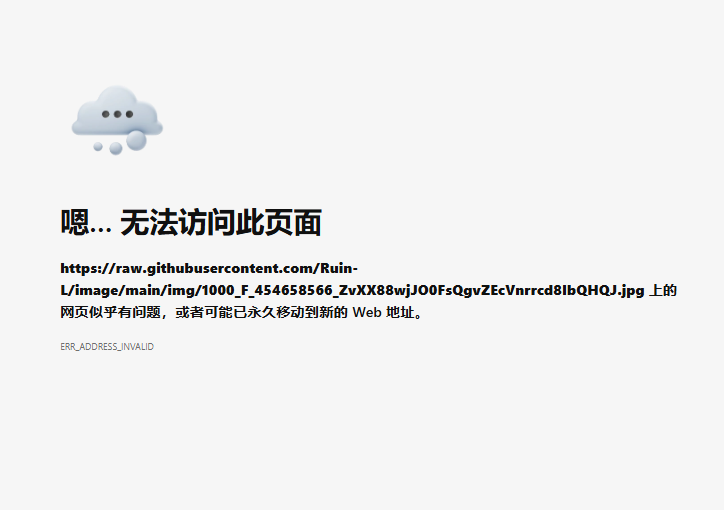 嗯... 无法访问此页面
https://raw.githubusercontent.com/Ruin-
L/image/main/img/1000_F_454658566_ZvXX88wjJO0FsQgvZEcVnrrcd8IbQHQJ.jpg 上的
网页似乎有问题，或者可能已永久移动到新的 Web 地址。
ERR_ADDRESS_INVALID